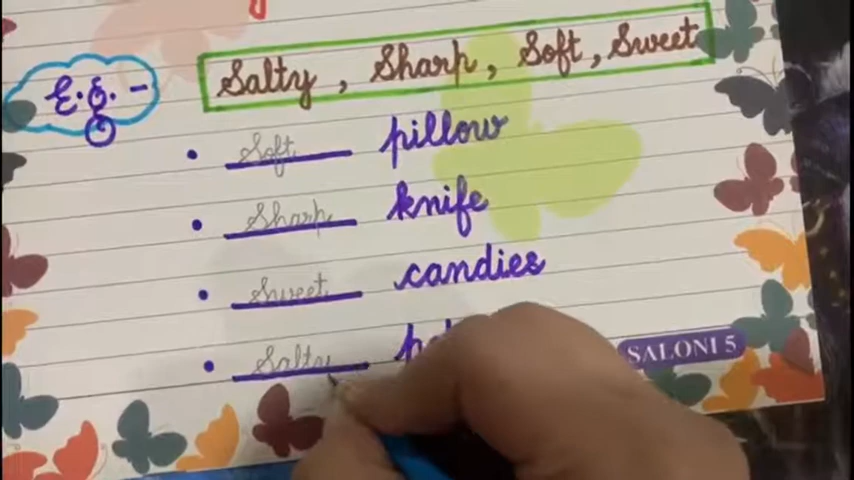 E.g. -
Salty, Sharp, Soft, Sweet
• Soft pillow
• Sharp knife
• Sweet candies
• Salty
SALONI 5